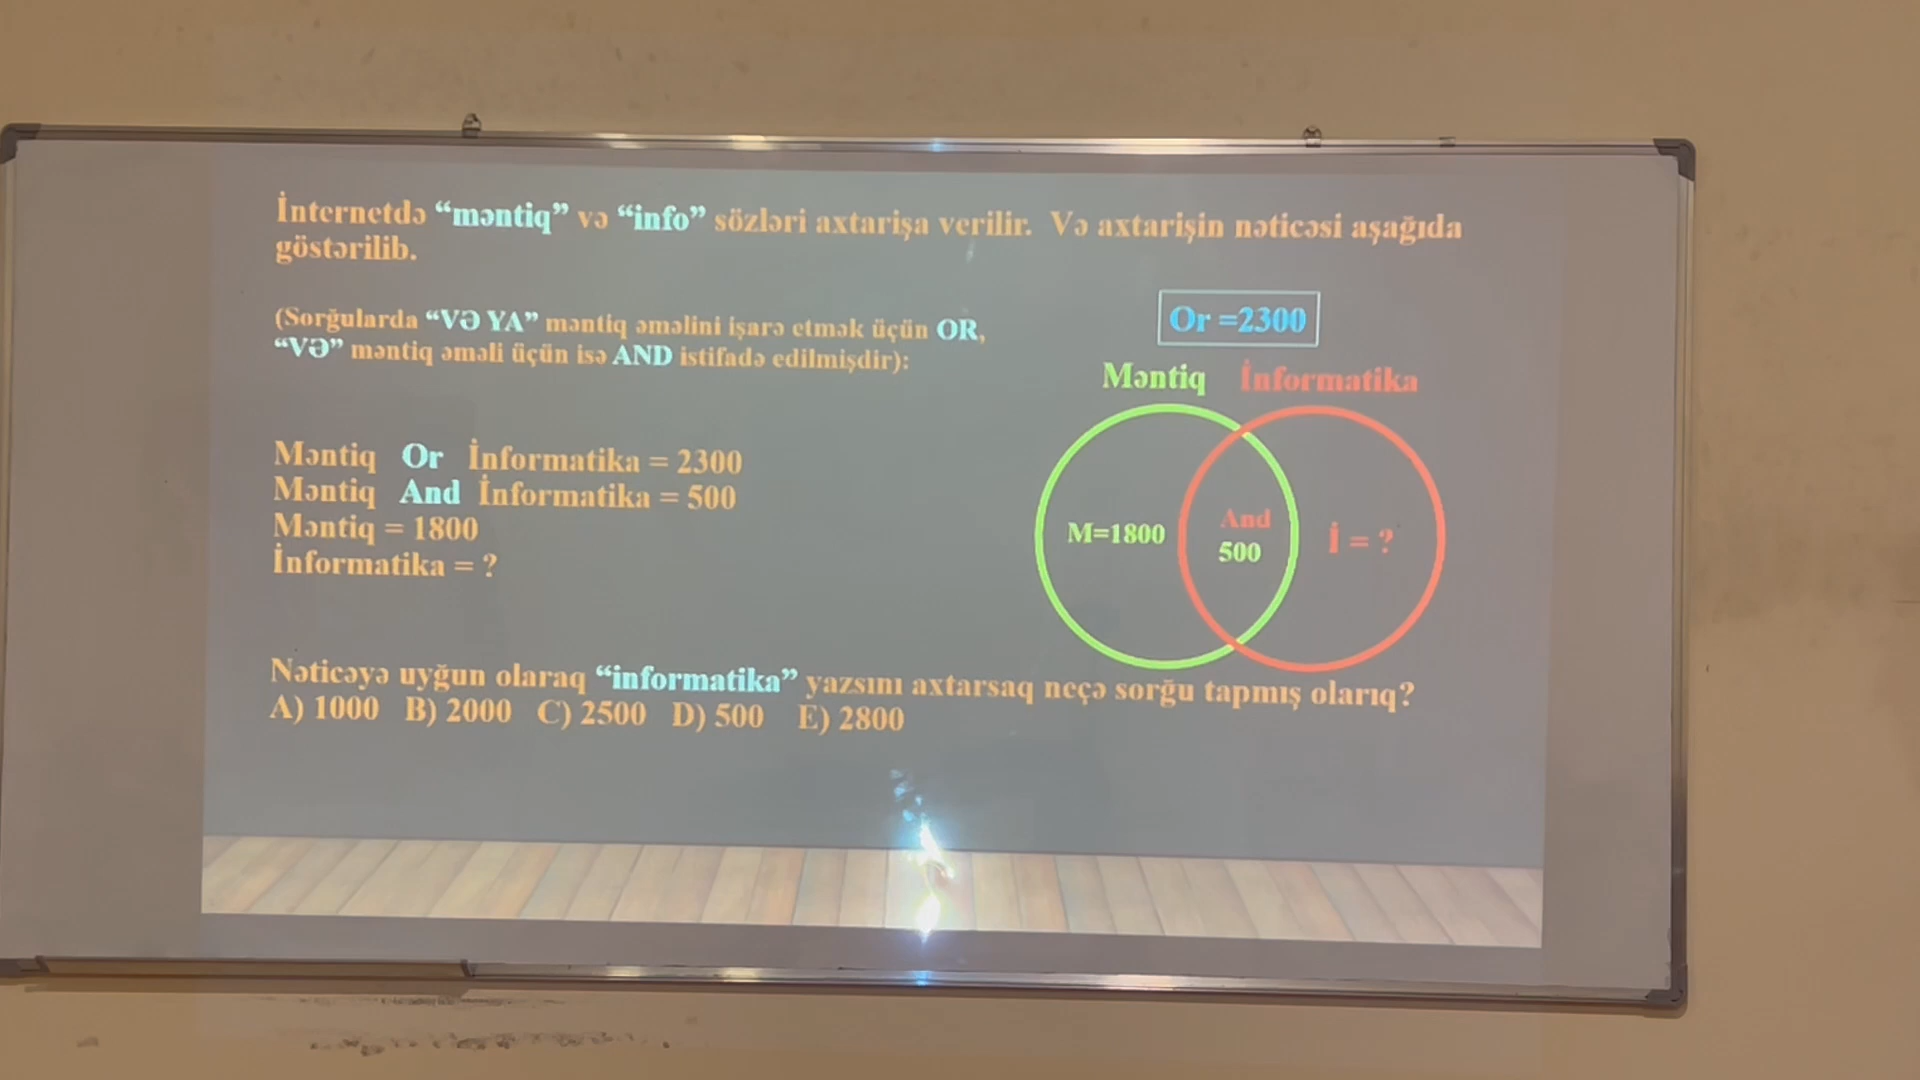 İnternetdə “məntiq” və “info” sözləri axtarişa verilir. Və axtarişin nəticəsi aşağıda
göstərilib.
(Sorğularda “VƏ YA” məntiq əməlini işarə etmək üçün OR,
“VƏ” məntiq əməli üçün isə AND istifadə edilmişdir):
Məntiq Or İnformatika = 2300
Məntiq And İnformatika = 500
Məntiq = 1800
İnformatika = ?
Or =2300
Məntiq İnformatika
M=1800
And
500
İ = ?
Nəticəyə uyğun olaraq “informatika” yazsını axtarsaq neçə sorğu tapmış olarıq?
A) 1000 B) 2000 C) 2500 D) 500 E) 2800